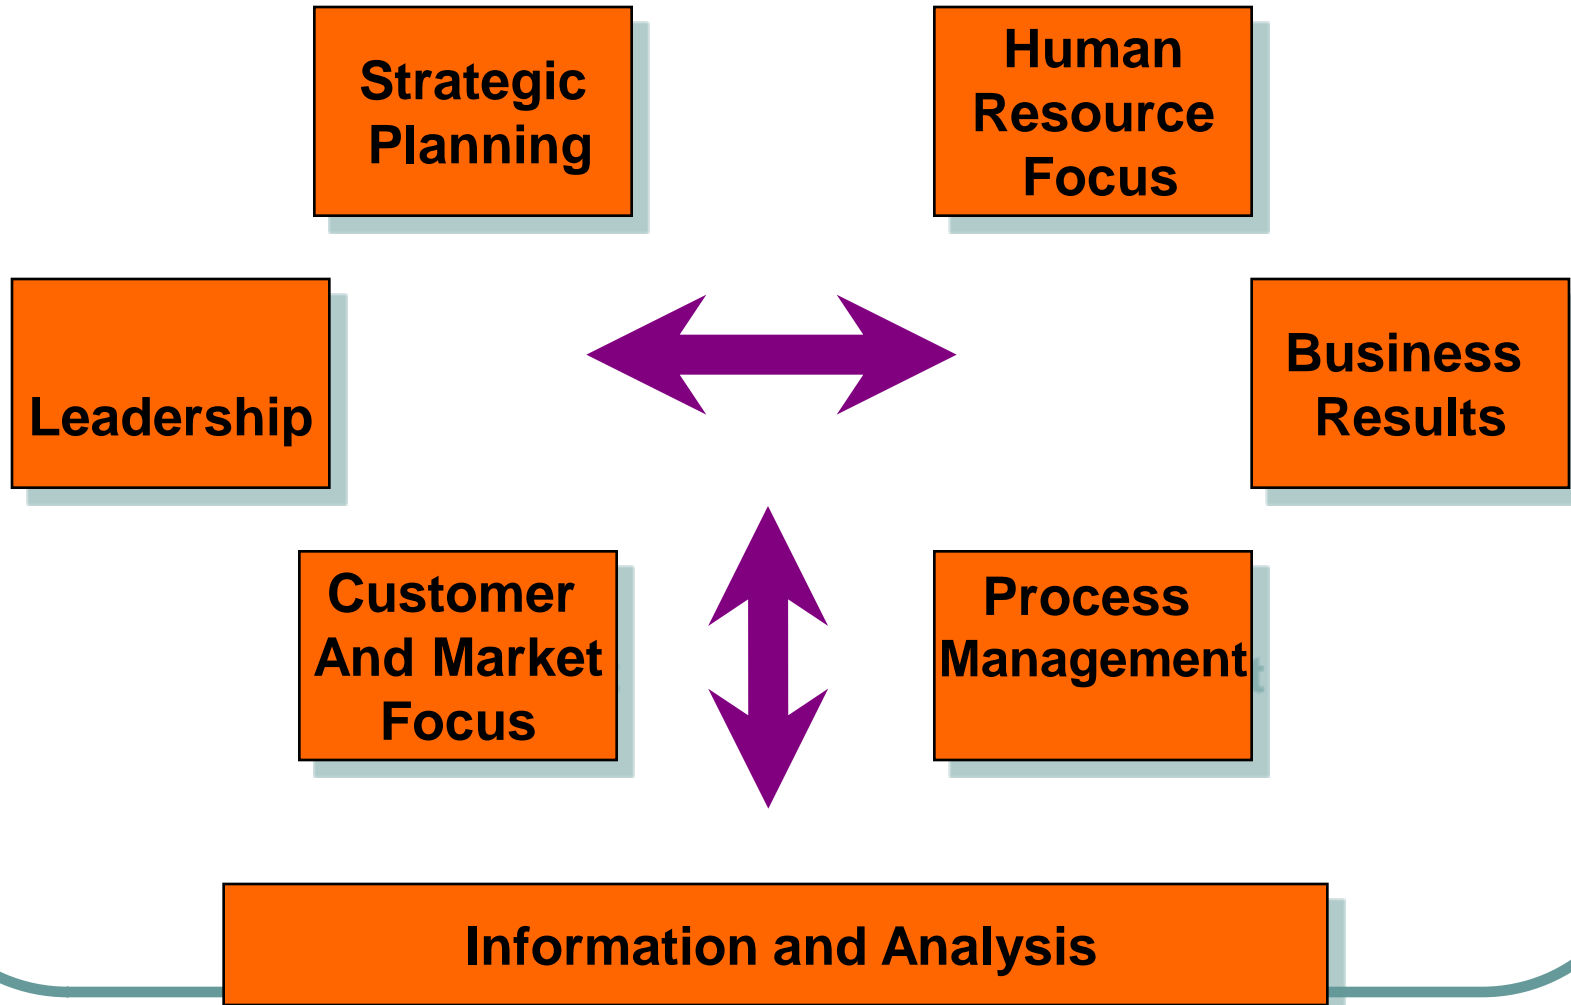 Strategic
Planning
Human
Resource
Focus
Leadership
Business
Results
Customer
And Market
Focus
Process
Management
Information and Analysis